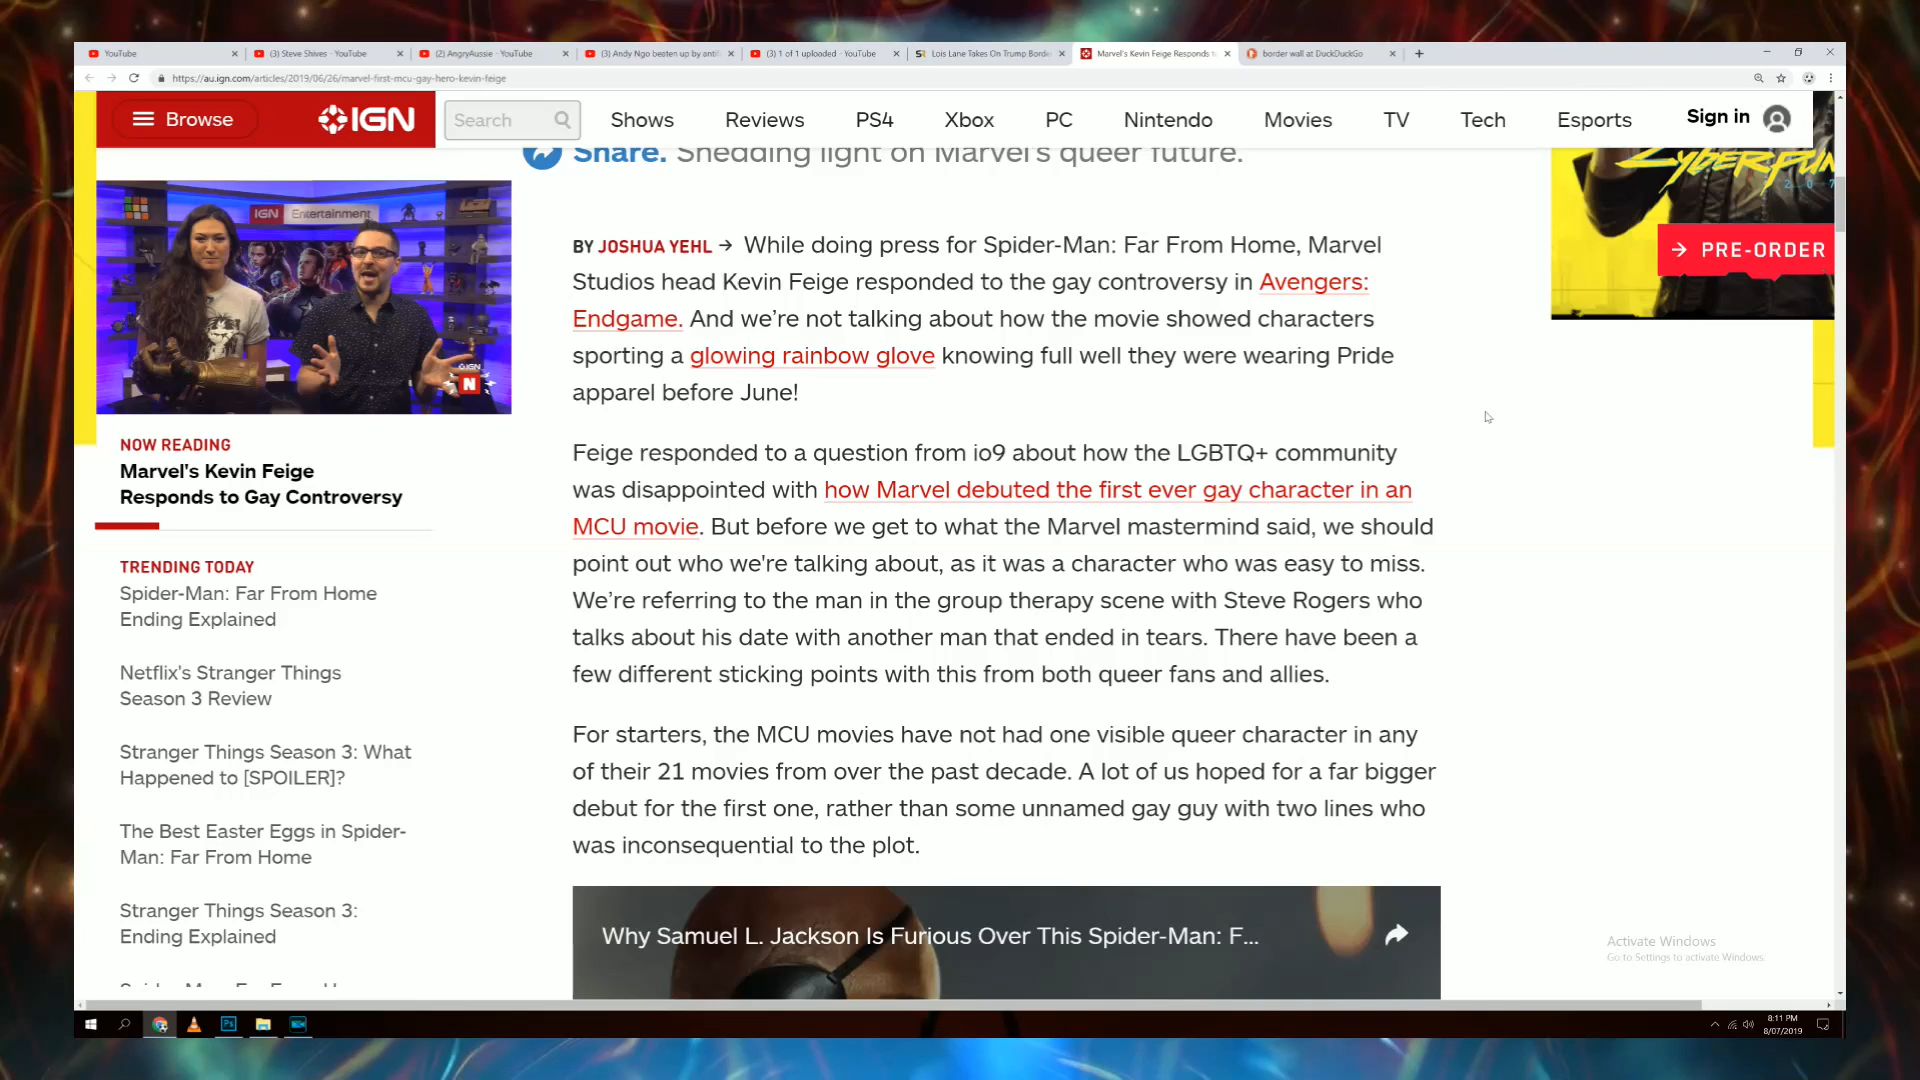 YouTube
(3) Steve Shives - YouTube
(2) AngryAussie - YouTube
(3) Andy Ngo beaten up by anti
(3) 1 of 1 uploaded - YouTube
Lois Lane Takes On Trump Borde
Marvel's Kevin Feige Responds t
border wall at DuckDuckGo
https://au.ign.com/articles/2019/06/26/marvel-first-mcu-gay-hero-kevin-feige
Browse
IGN
Search
Shows
Reviews
PS4
Xbox
PC
Nintendo
Movies
TV
Tech
Esports
Sign in
Share. Shedding light on Marvel's queer future.
IGN Entertainment
IGN
N
CYBERPUN
207
PRE-ORDER
BY JOSHUA YEHL → While doing press for Spider-Man: Far From Home, Marvel
Studios head Kevin Feige responded to the gay controversy in Avengers:
Endgame. And we're not talking about how the movie showed characters
sporting a glowing rainbow glove knowing full well they were wearing Pride
apparel before June!
NOW READING
Marvel's Kevin Feige
Responds to Gay Controversy
Feige responded to a question from io9 about how the LGBTQ+ community
was disappointed with how Marvel debuted the first ever gay character in an
MCU movie. But before we get to what the Marvel mastermind said, we should
point out who we're talking about, as it was a character who was easy to miss.
We're referring to the man in the group therapy scene with Steve Rogers who
talks about his date with another man that ended in tears. There have been a
few different sticking points with this from both queer fans and allies.
TRENDING TODAY
Spider-Man: Far From Home
Ending Explained
Netflix's Stranger Things
Season 3 Review
Stranger Things Season 3: What
Happened to [SPOILER]?
The Best Easter Eggs in Spider-
Man: Far From Home
Stranger Things Season 3:
Ending Explained
For starters, the MCU movies have not had one visible queer character in any
of their 21 movies from over the past decade. A lot of us hoped for a far bigger
debut for the first one, rather than some unnamed gay guy with two lines who
was inconsequential to the plot.
Why Samuel L. Jackson Is Furious Over This Spider-Man: F...
Activate Windows
Go to Settings to activate Windows.
Ps
8:11 PM
8/07/2019